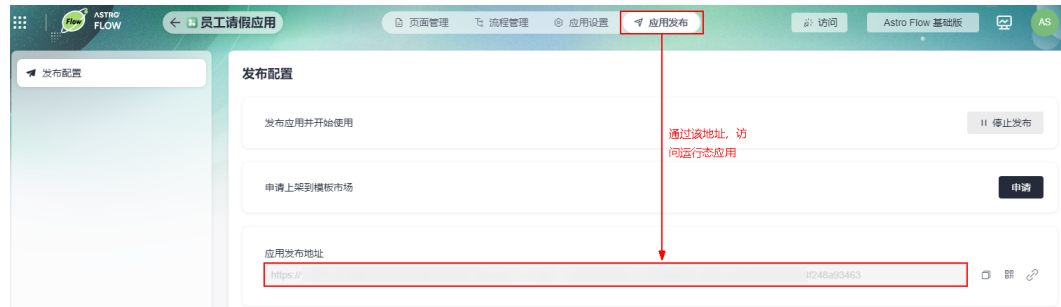 Flow
ASTRO
FLOW
员工请假应用
页面管理
流程管理
应用设置
应用发布
访问
Astro Flow 基础版
AS
发布配置
发布配置
发布应用并开始使用
停止发布
通过该地址，访
问运行态应用
申请上架到模板市场
申请
应用发布地址
https://
lf248a93463